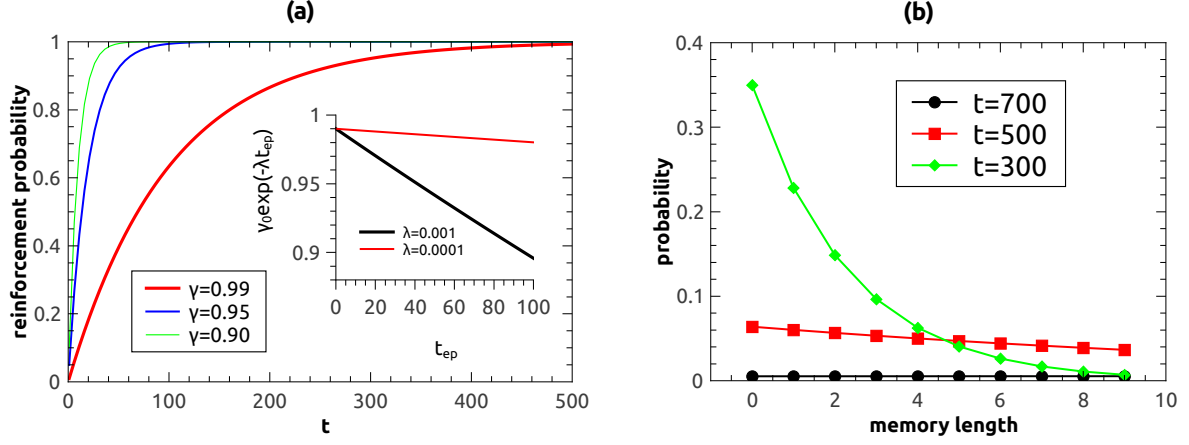 (a)
reinforcement probability
1
0.8
0.6
0.4
0.2
0
0
100
200
300
400
500
t
γ=0.99
γ=0.95
γ=0.90
γ₀exp(-λt_ep)
1
0.95
0.9
0
20
40
60
80
100
t_ep
λ=0.001
λ=0.0001
(b)
probability
0.4
0.3
0.2
0.1
0
0
2
4
6
8
10
memory length
t=700
t=500
t=300